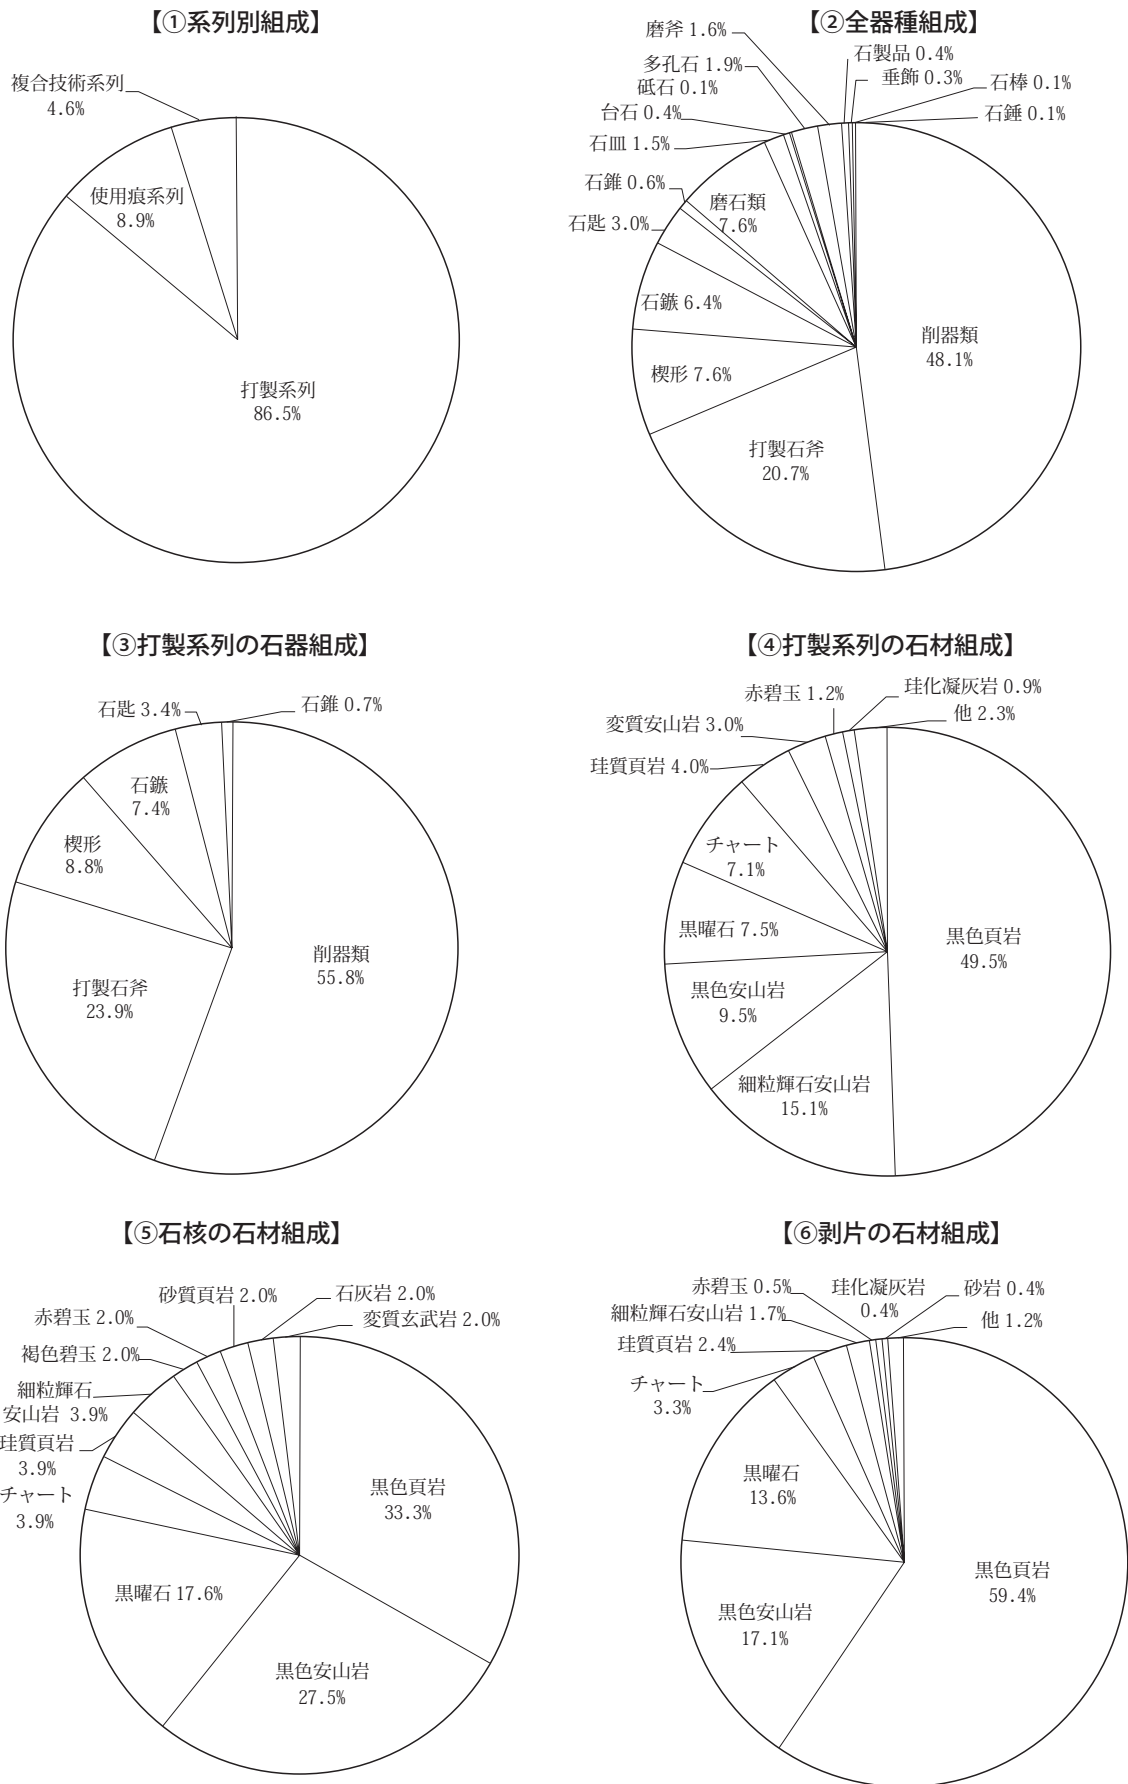 【①系列別組成】
複合技術系列
4.6%
使用痕系列
8.9%
打製系列
86.5%
【②全器種組成】
磨斧 1.6%
多孔石 1.9%
砥石 0.1%
台石 0.4%
石皿 1.5%
石錐 0.6%
石匙 3.0%
石製品 0.4%
垂飾 0.3%
石棒 0.1%
石錘 0.1%
磨石類
7.6%
石鏃 6.4%
楔形 7.6%
削器類
48.1%
打製石斧
20.7%
【③打製系列の石器組成】
石匙 3.4%
石錐 0.7%
石鏃
7.4%
楔形
8.8%
削器類
55.8%
打製石斧
23.9%
【④打製系列の石材組成】
赤碧玉 1.2%
珪化凝灰岩 0.9%
変質安山岩 3.0%
他 2.3%
珪質頁岩 4.0%
チャート
7.1%
黒曜石 7.5%
黒色頁岩
49.5%
黒色安山岩
9.5%
細粒輝石安山岩
15.1%
【⑤石核の石材組成】
砂質頁岩 2.0%
石灰岩 2.0%
赤碧玉 2.0%
変質玄武岩 2.0%
褐色碧玉 2.0%
細粒輝石
安山岩 3.9%
珪質頁岩
3.9%
チャート
3.9%
黒色頁岩
33.3%
黒曜石 17.6%
黒色安山岩
27.5%
【⑥剥片の石材組成】
赤碧玉 0.5%
珪化凝灰岩
0.4%
砂岩 0.4%
細粒輝石安山岩 1.7%
他 1.2%
珪質頁岩 2.4%
チャート
3.3%
黒曜石
13.6%
黒色頁岩
59.4%
黒色安山岩
17.1%